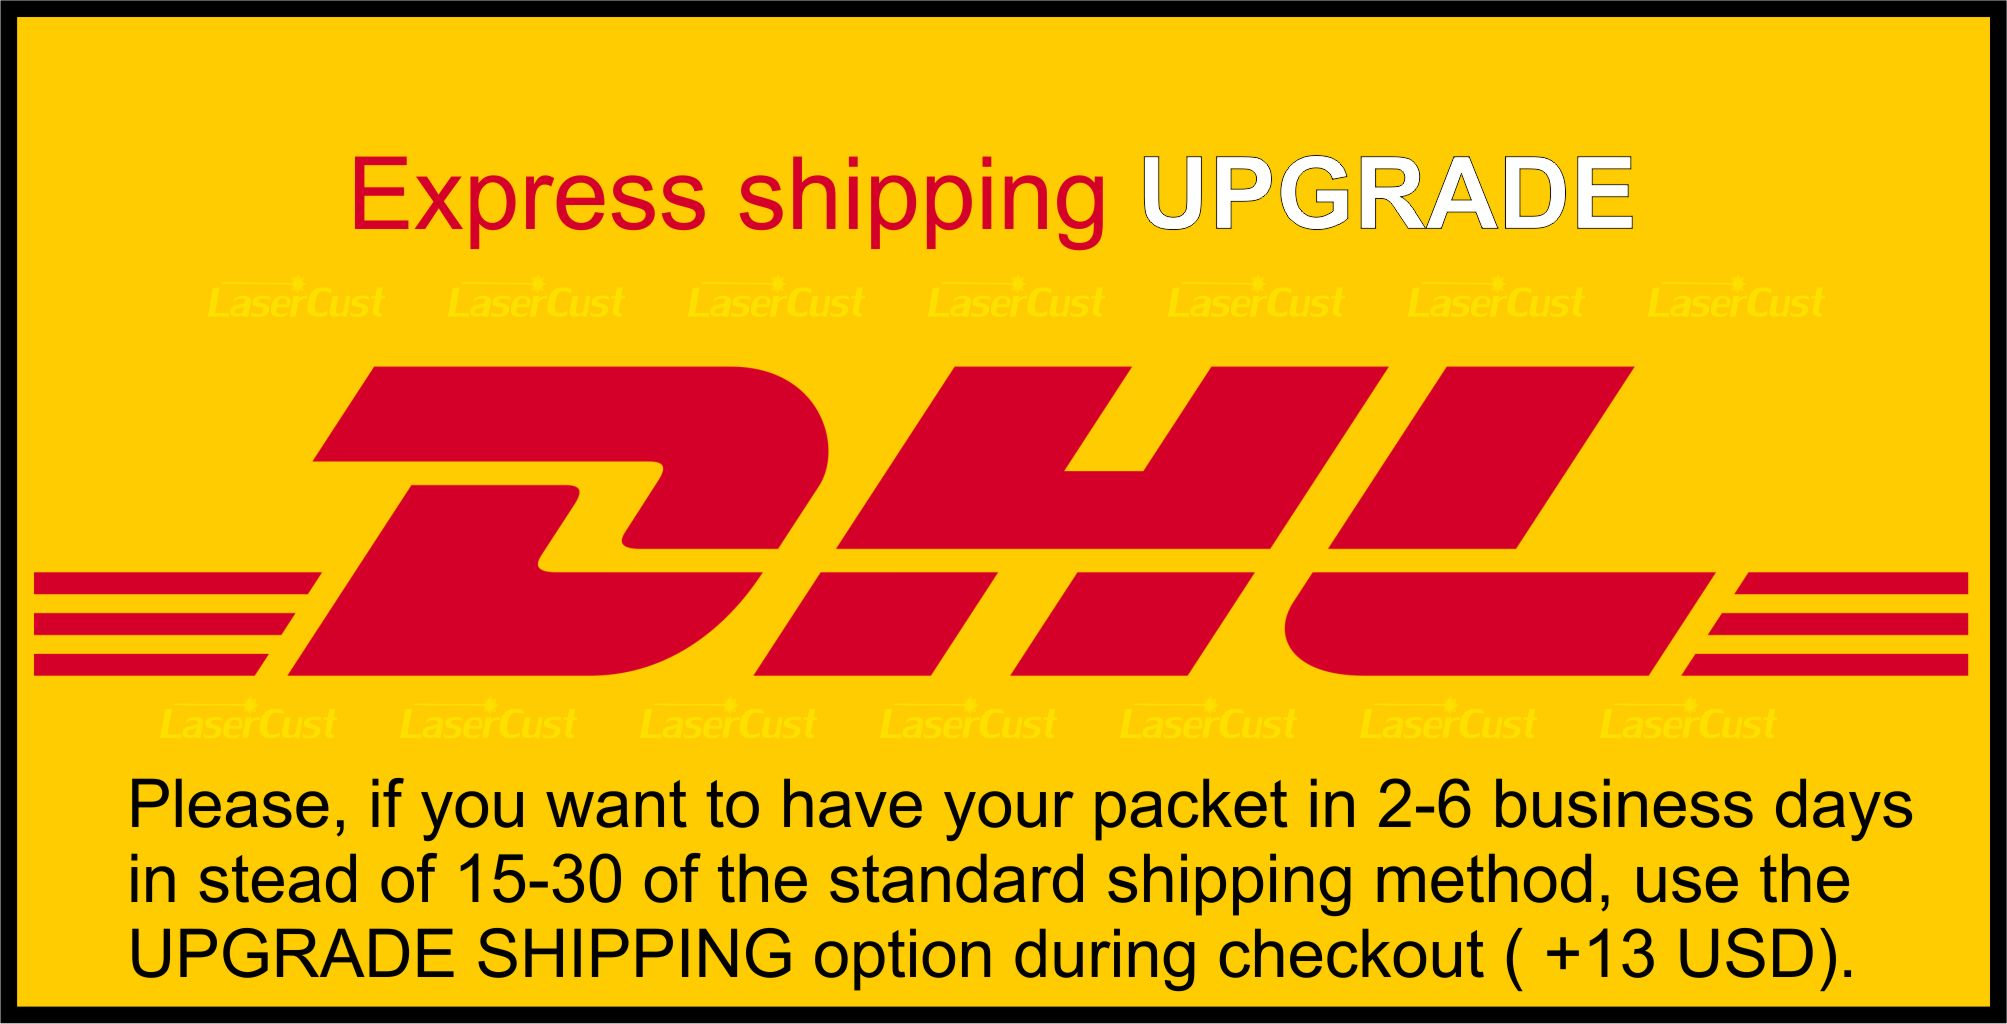 Express shipping UPGRADE
LaserCust LaserCust LaserCust LaserCust LaserCust LaserCust LaserCust
DHL
LaserCust LaserCust LaserCust LaserCust LaserCust LaserCust LaserCust
Please, if you want to have your packet in 2-6 business days
in stead of 15-30 of the standard shipping method, use the
UPGRADE SHIPPING option during checkout ( +13 USD).